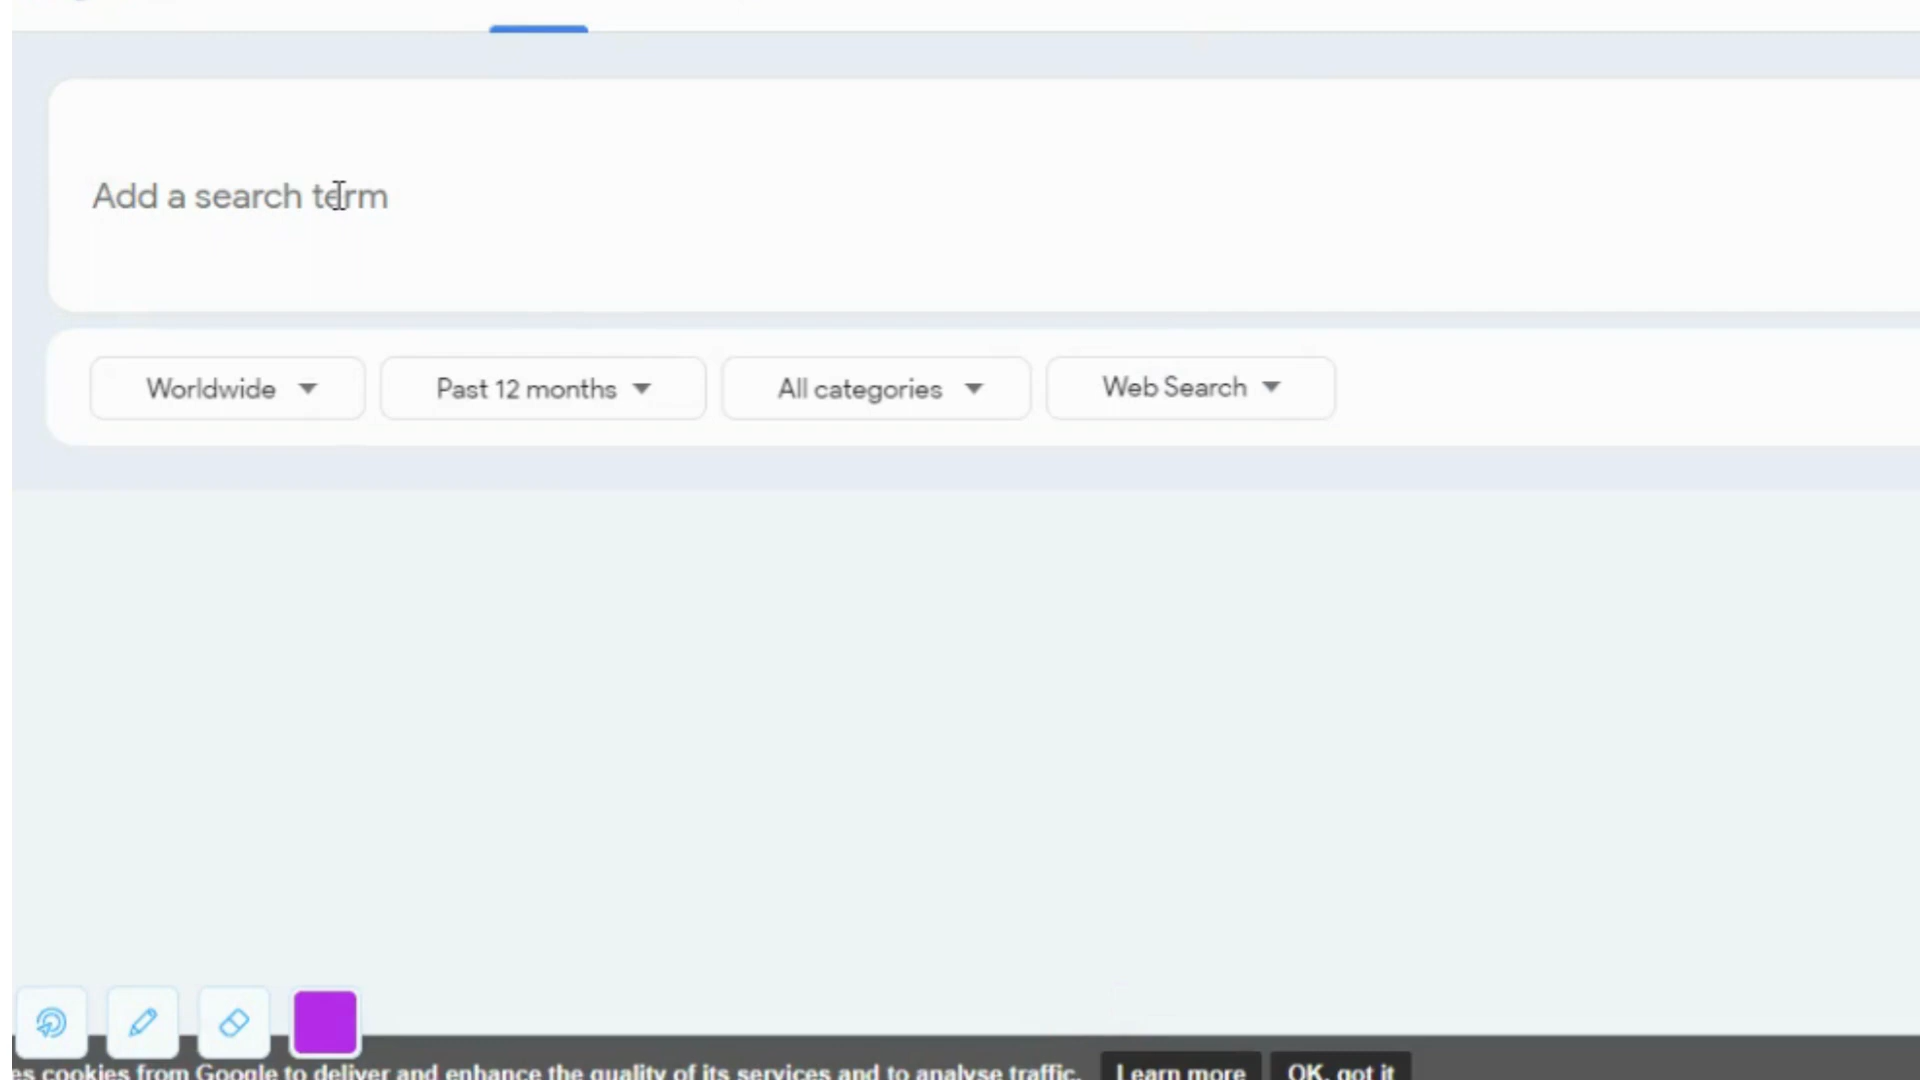 Add a search term
Worldwide
Past 12 months
All categories
Web Search
es cookies from Google to deliver and enhance the quality of its services and to analyse traffic.
Learn more
OK, got it